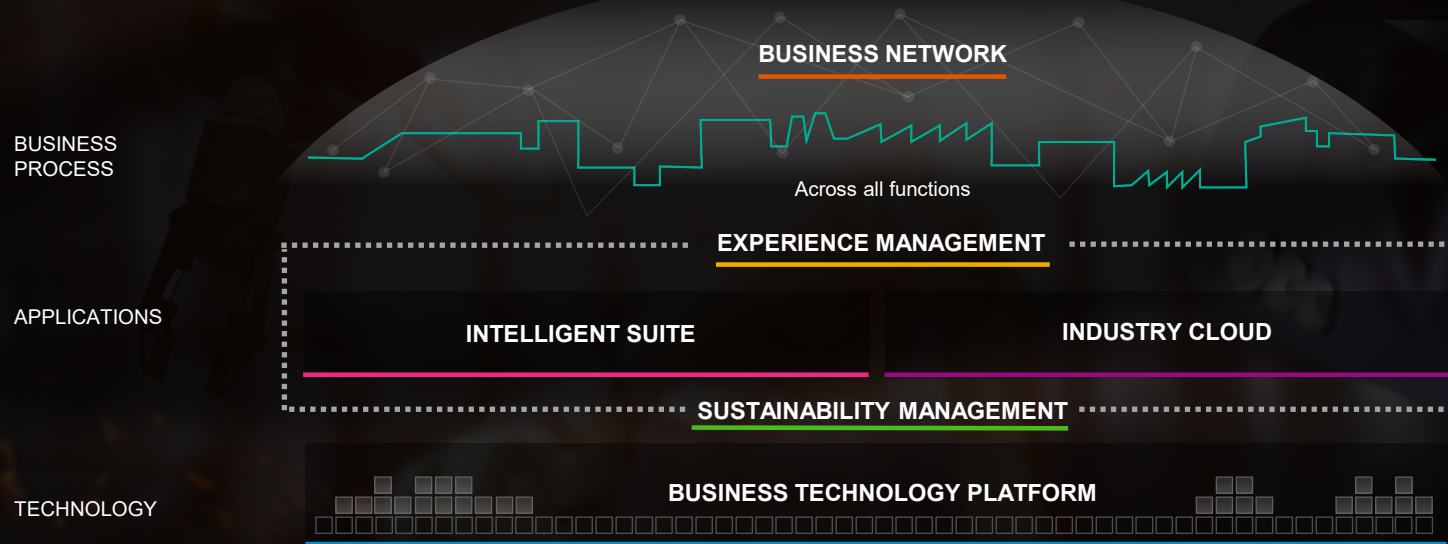 BUSINESS NETWORK
BUSINESS
PROCESS
Across all functions
EXPERIENCE MANAGEMENT
APPLICATIONS
INTELLIGENT SUITE
INDUSTRY CLOUD
SUSTAINABILITY MANAGEMENT
BUSINESS TECHNOLOGY PLATFORM
TECHNOLOGY